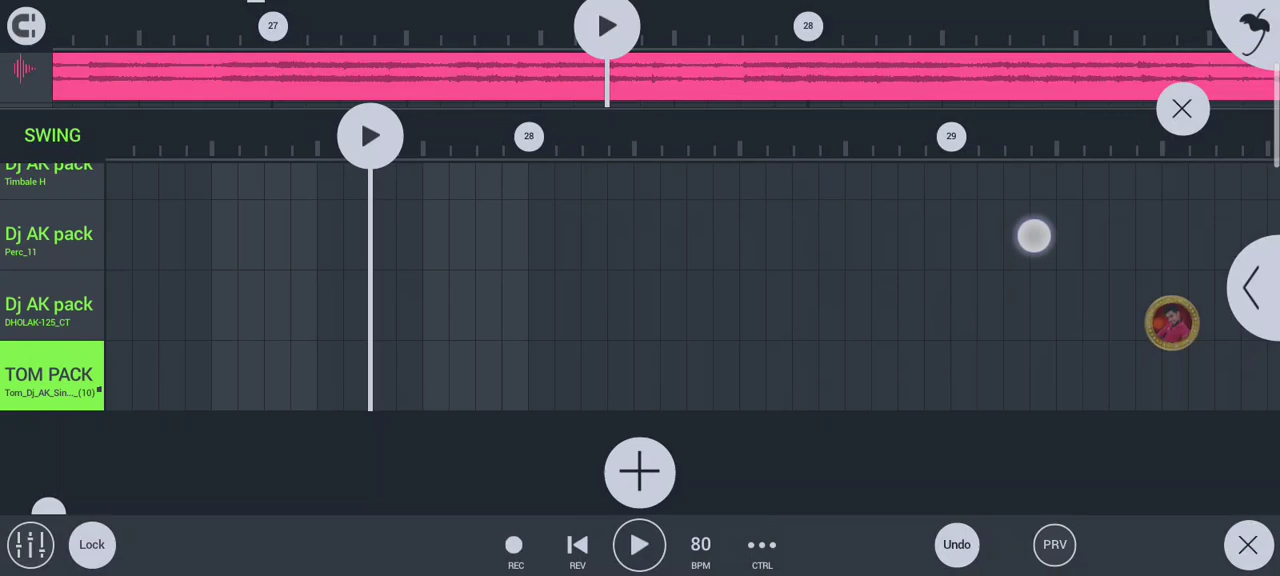 27
28
SWING
28
29
Dj AK pack
Timbale H
Dj AK pack
Perc_11
Dj AK pack
DHOLAK-125_CT
TOM PACK
Tom_Dj_AK_Sin..._(10)
Lock
REC
REV
80
BPM
CTRL
Undo
PRV